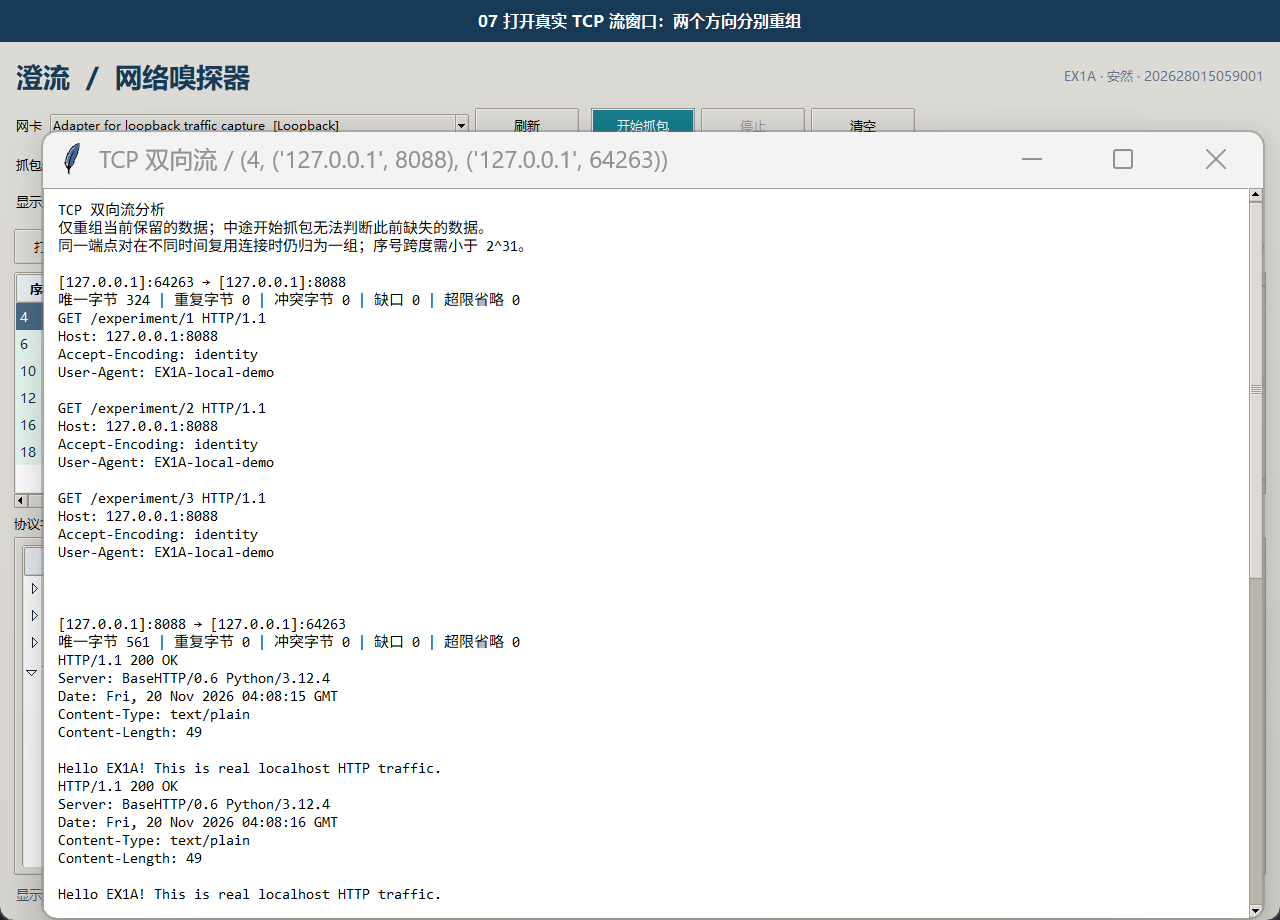 07 打开真实 TCP 流窗口：两个方向分别重组
澄流 / 网络嗅探器
EX1A · 安然 · 202628015059001
网卡 Adapter for loopback traffic capture [Loopback] 刷新 开始抓包 停止 清空
抓包
显示
TCP 双向流 / (4, ('127.0.0.1', 8088), ('127.0.0.1', 64263))
TCP 双向流分析
仅重组当前保留的数据；中途开始抓包无法判断此前缺失的数据。
同一端点对在不同时间复用连接时仍归为一组；序号跨度需小于 2^31。
[127.0.0.1]:64263 → [127.0.0.1]:8088
唯一字节 324 | 重复字节 0 | 冲突字节 0 | 缺口 0 | 超限省略 0
GET /experiment/1 HTTP/1.1
Host: 127.0.0.1:8088
Accept-Encoding: identity
User-Agent: EX1A-local-demo
GET /experiment/2 HTTP/1.1
Host: 127.0.0.1:8088
Accept-Encoding: identity
User-Agent: EX1A-local-demo
GET /experiment/3 HTTP/1.1
Host: 127.0.0.1:8088
Accept-Encoding: identity
User-Agent: EX1A-local-demo
[127.0.0.1]:8088 → [127.0.0.1]:64263
唯一字节 561 | 重复字节 0 | 冲突字节 0 | 缺口 0 | 超限省略 0
HTTP/1.1 200 OK
Server: BaseHTTP/0.6 Python/3.12.4
Date: Fri, 20 Nov 2026 04:08:15 GMT
Content-Type: text/plain
Content-Length: 49
Hello EX1A! This is real localhost HTTP traffic.
HTTP/1.1 200 OK
Server: BaseHTTP/0.6 Python/3.12.4
Date: Fri, 20 Nov 2026 04:08:16 GMT
Content-Type: text/plain
Content-Length: 49
Hello EX1A! This is real localhost HTTP traffic.
4
6
10
12
16
18
协议
显示